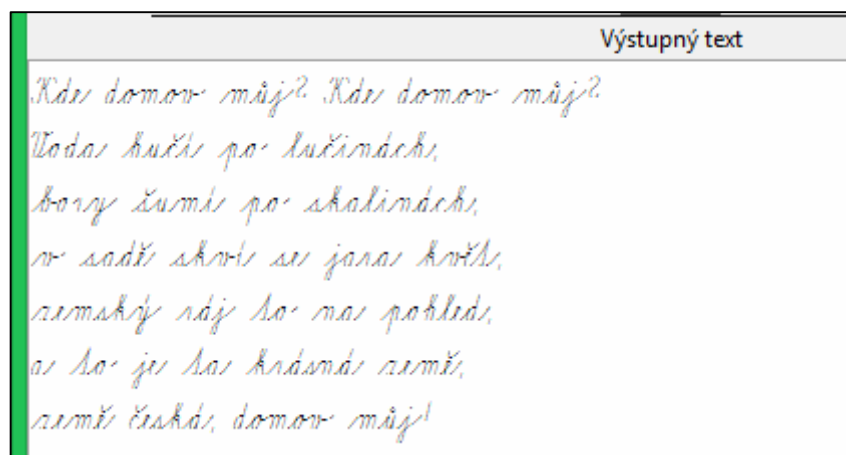 Výstupný text
Kde domov můj? Kde domov můj?
Voda hučí po lučinách,
bory šumí po skalinách,
v sadě skví se jara květ,
zemský ráj to na pohled,
a to je ta krásná země,
země česká, domov můj!